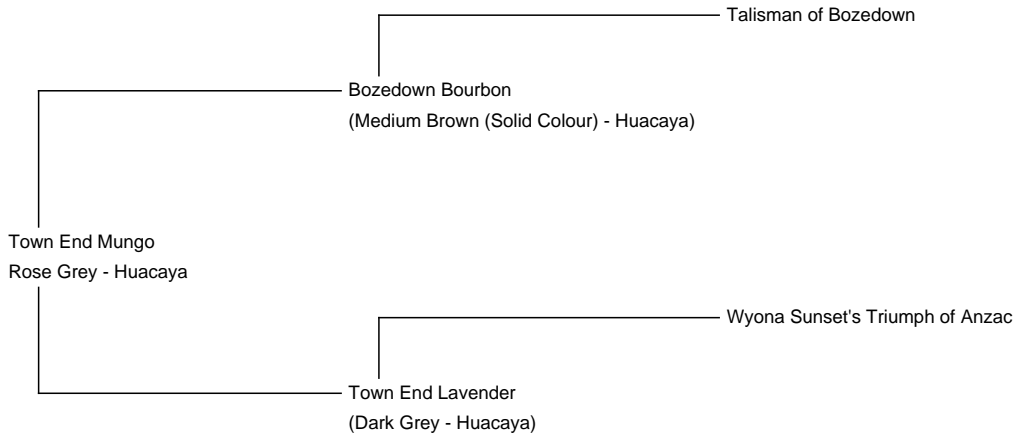 Talisman of Bozedown
Bozedown Bourbon
(Medium Brown (Solid Colour) - Huacaya)
Town End Mungo
Rose Grey - Huacaya
Wyona Sunset's Triumph of Anzac
Town End Lavender
(Dark Grey - Huacaya)